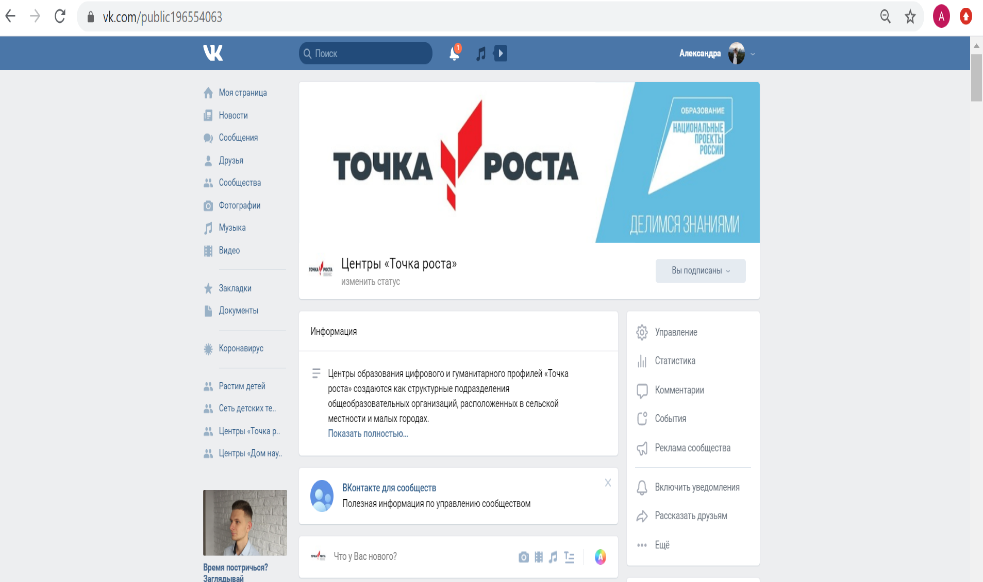 vk.com/public196554063
A
Поиск
1
Александра
Моя страница
Новости
Сообщения
Друзья
Сообщества
Фотографии
Музыка
Видео
Закладки
Документы
Коронавирус
Растим детей
Сеть детских те..
Центры «Точка р..
Центры «Дом нау..
Время постричься?
Заглядывай
ТОЧКА РОСТА
ОБРАЗОВАНИЕ
НАЦИОНАЛЬНЫЕ
ПРОЕКТЫ
РОССИИ
ДЕЛИМСЯ ЗНАНИЯМИ
ТОЧКА РОСТА
Центры «Точка роста»
изменить статус
Вы подписаны
Информация
Центры образования цифрового и гуманитарного профилей «Точка
роста» создаются как структурные подразделения
общеобразовательных организаций, расположенных в сельской
местности и малых городах.
Показать полностью...
ВКонтакте для сообществ
Полезная информация по управлению сообществом
Что у Вас нового?
Управление
Статистика
Комментарии
События
Реклама сообщества
Включить уведомления
Рассказать друзьям
Ещё